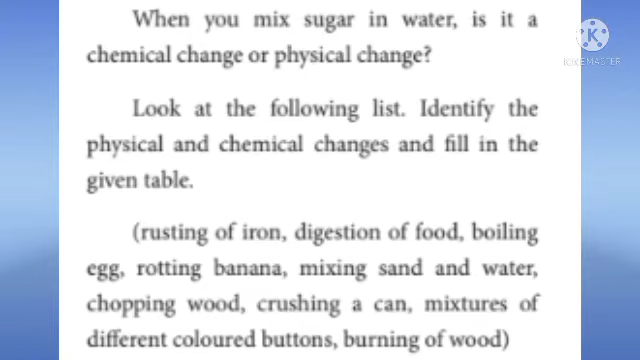 When you mix sugar in water, is it a
chemical change or physical change?
Look at the following list. Identify the
physical and chemical changes and fill in the
given table.
(rusting of iron, digestion of food, boiling
egg, rotting banana, mixing sand and water,
chopping wood, crushing a can, mixtures of
different coloured buttons, burning of wood)
K
KINEMASTER